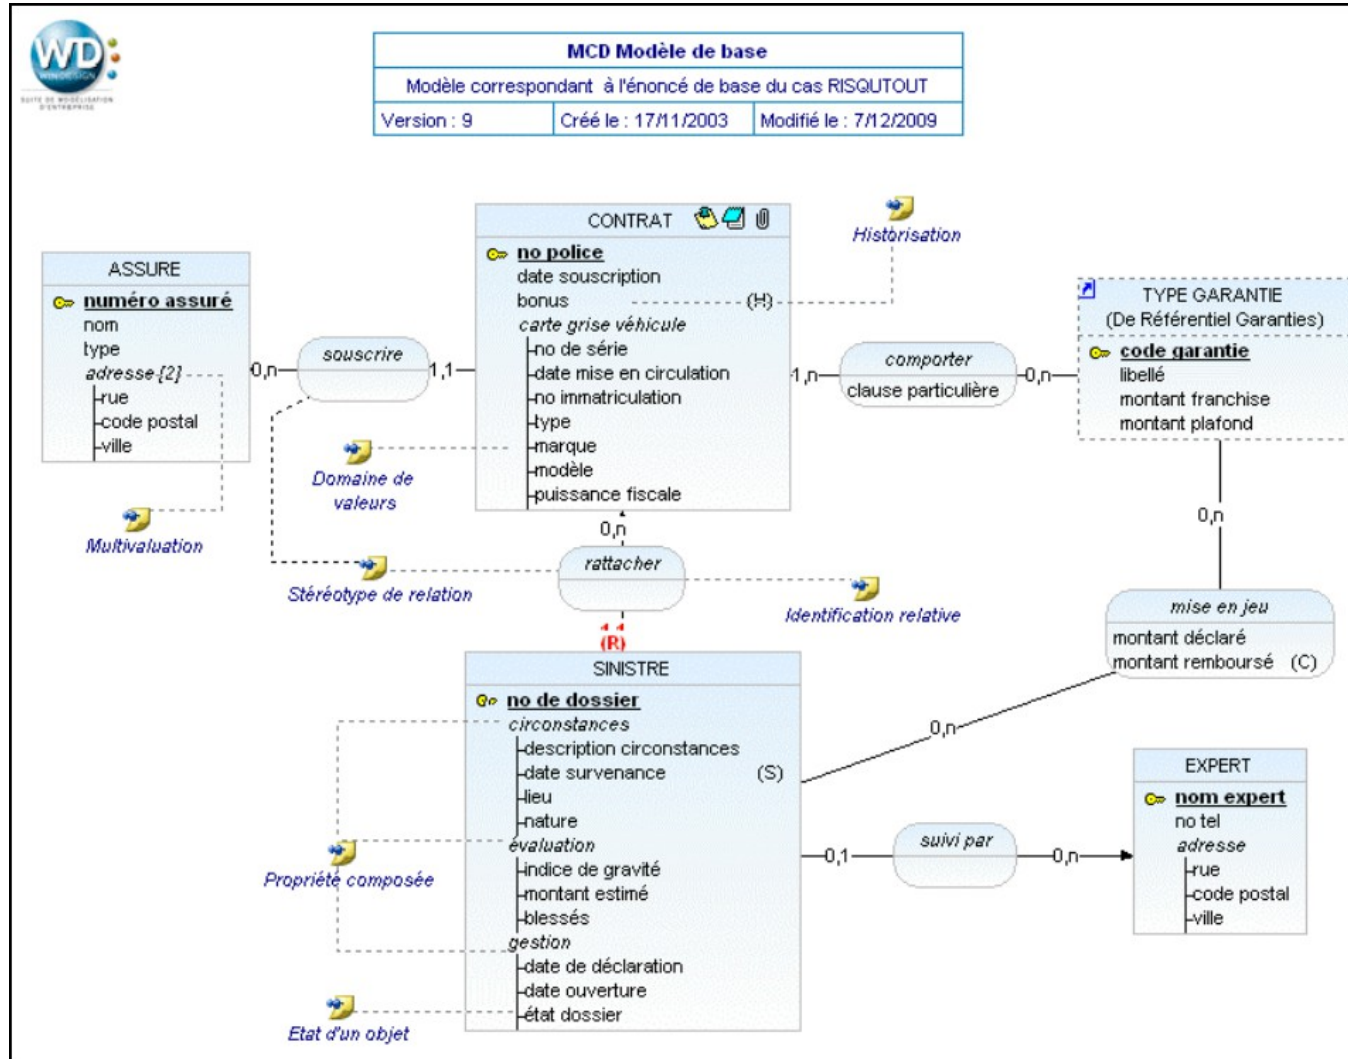 WD
WINDESIGN
SUITE DE MODÉLISATION
D'ENTREPRISE
MCD Modèle de base
Modèle correspondant à l'énoncé de base du cas RISQUTOUT
Version : 9
Créé le : 17/11/2003
Modifié le : 7/12/2009
ASSURE
numéro assuré
nom
type
adresse {2}
rue
code postal
ville
Multivaluation
0,n
souscrire
1,1
CONTRAT
no police
date souscription
bonus (H)
carte grise véhicule
no de série
date mise en circulation
no immatriculation
type
marque
modèle
puissance fiscale
Historisation
Domaine de
valeurs
1,n
comporter
clause particulière
0,n
TYPE GARANTIE
(De Référentiel Garanties)
code garantie
libellé
montant franchise
montant plafond
0,n
rattacher
Stéréotype de relation
Identification relative
1,1
(R)
0,n
mise en jeu
montant déclaré
montant remboursé (C)
0,n
SINISTRE
no de dossier
circonstances
description circonstances
date survenance (S)
lieu
nature
évaluation
indice de gravité
montant estimé
blessés
gestion
date de déclaration
date ouverture
état dossier
Propriété composée
Etat d'un objet
0,1
suivi par
0,n
EXPERT
nom expert
no tel
adresse
rue
code postal
ville